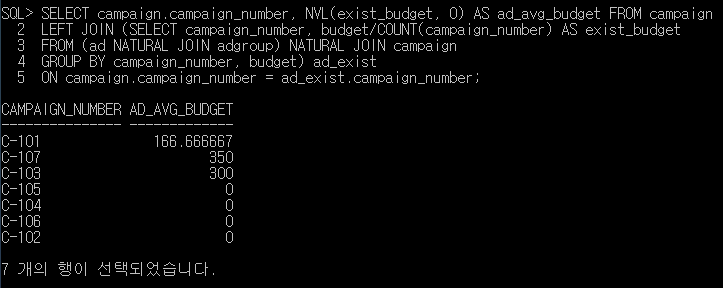 SQL> SELECT campaign.campaign_number, NVL(exist_budget, 0) AS ad_avg_budget FROM campaign
2 LEFT JOIN (SELECT campaign_number, budget/COUNT(campaign_number) AS exist_budget
3 FROM (ad NATURAL JOIN adgroup) NATURAL JOIN campaign
4 GROUP BY campaign_number, budget) ad_exist
5 ON campaign.campaign_number = ad_exist.campaign_number;
CAMPAIGN_NUMBER AD_AVG_BUDGET
--------------- -------------
C-101 166.666667
C-107 350
C-103 300
C-105 0
C-104 0
C-106 0
C-102 0
7 개의 행이 선택되었습니다.